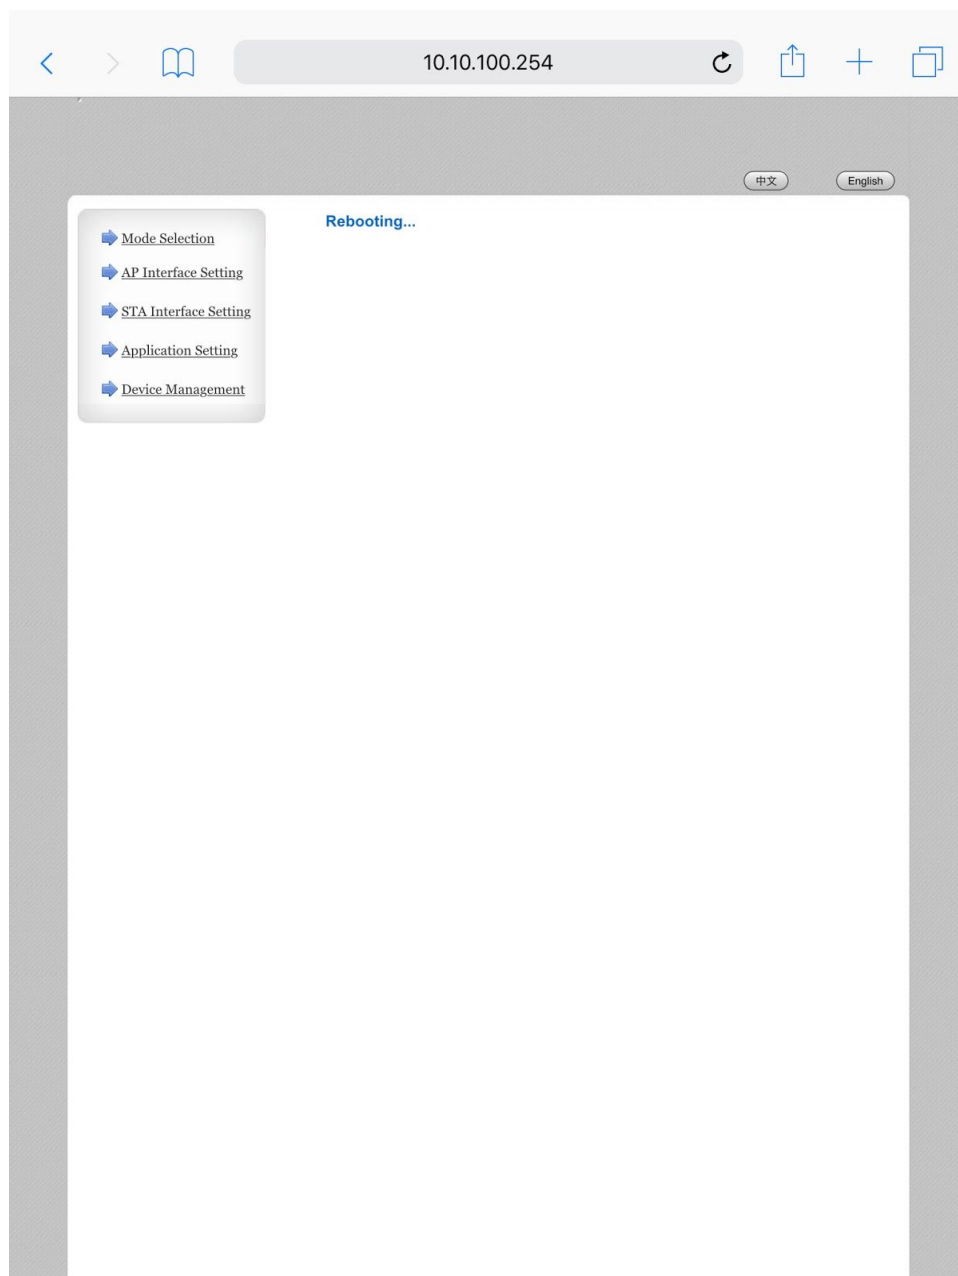 10.10.100.254
中文 English
Rebooting...
Mode Selection
AP Interface Setting
STA Interface Setting
Application Setting
Device Management